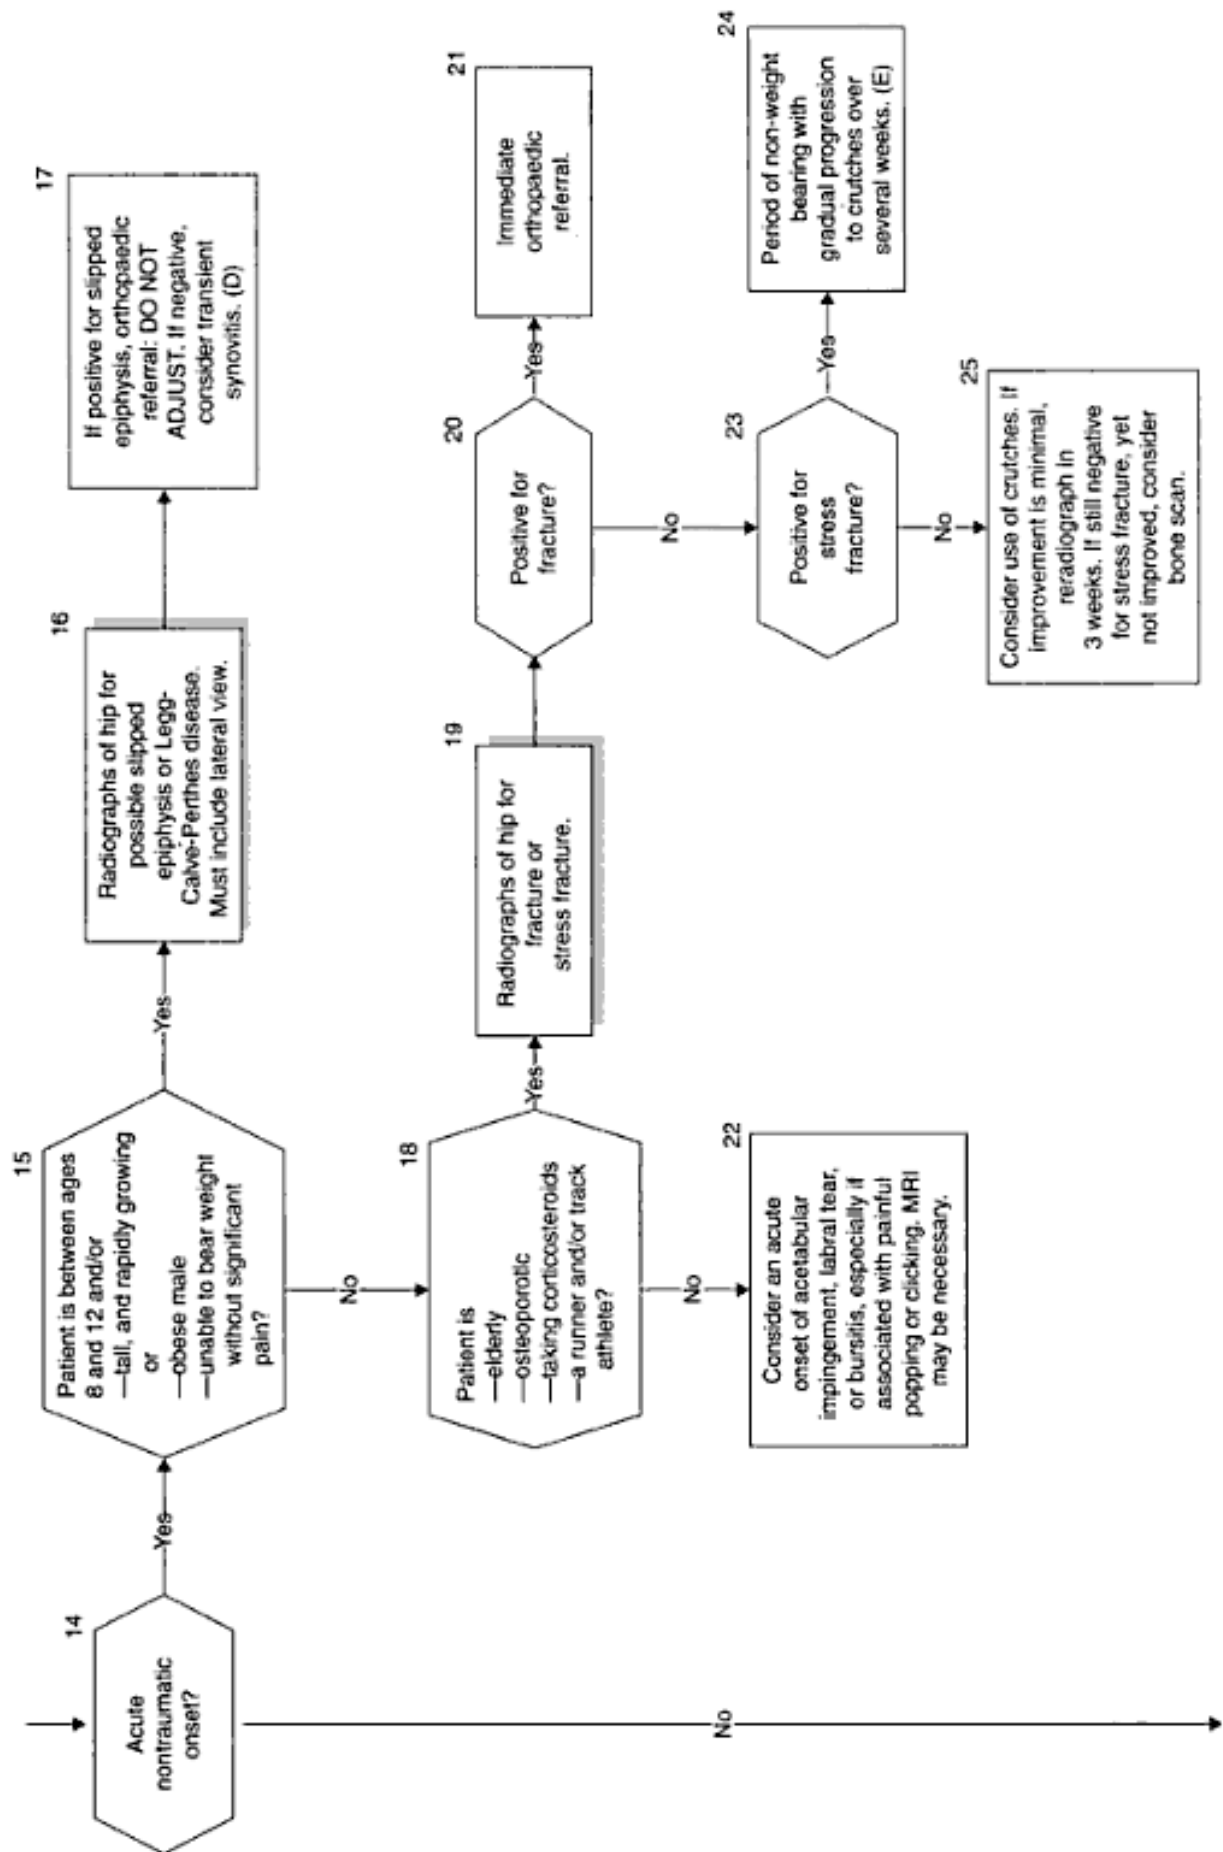 14
Acute
nontraumatic
onset?
Yes
No
15
Patient is between ages
8 and 12 and/or
—tall, and rapidly growing
or
—obese male
—unable to bear weight
without significant
pain?
Yes
No
16
Radiographs of hip for
possible slipped
epiphysis or Legg-
Calvé-Perthes disease.
Must include lateral view.
17
If positive for slipped
epiphysis, orthopaedic
referral: DO NOT
ADJUST. If negative,
consider transient
synovitis. (D)
18
Patient is
—elderly
—osteoporotic
—taking corticosteroids
—a runner and/or track
athlete?
Yes
No
19
Radiographs of hip for
fracture or
stress fracture.
20
Positive for
fracture?
Yes
No
21
Immediate
orthopaedic
referral.
22
Consider an acute
onset of acetabular
impingement, labral tear,
or bursitis, especially if
associated with painful
popping or clicking. MRI
may be necessary.
23
Positive for
stress
fracture?
Yes
No
24
Period of non-weight
bearing with
gradual progression
to crutches over
several weeks. (E)
25
Consider use of crutches. If
improvement is minimal,
reradiograph in
3 weeks. If still negative
for stress fracture, yet
not improved, consider
bone scan.